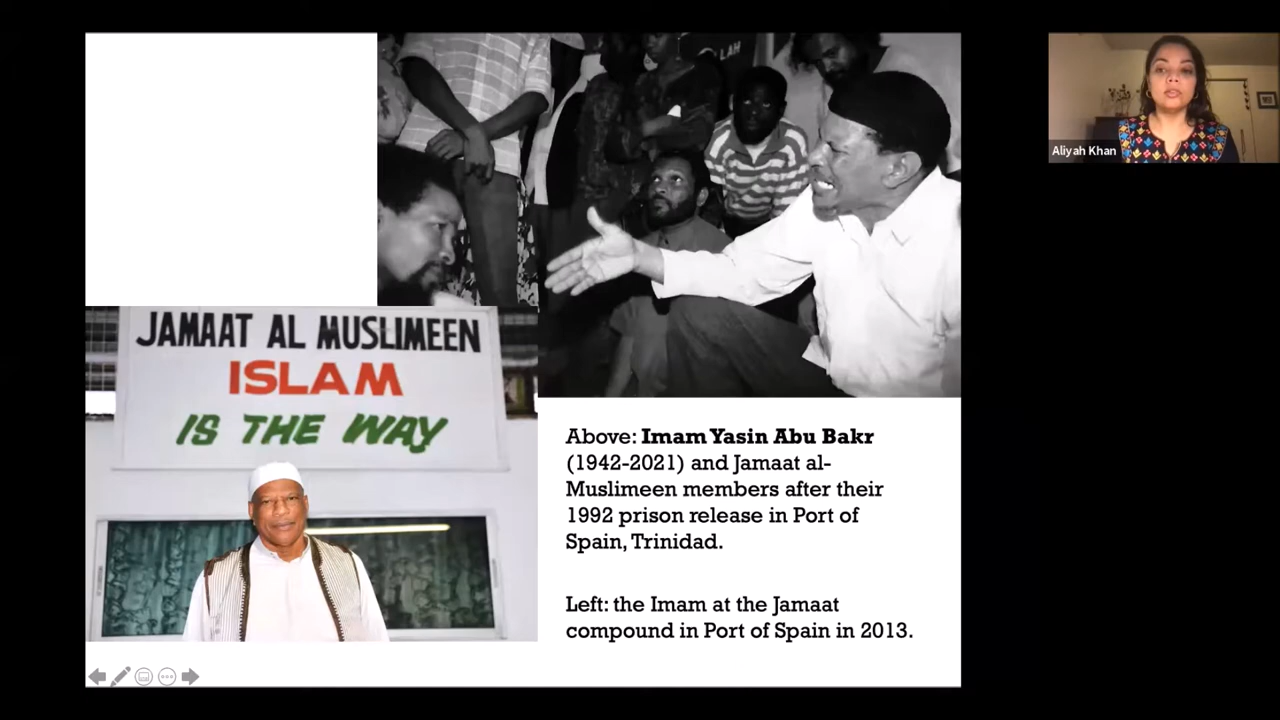 LLAH
Aliyah Khan
JAMAAT AL MUSLIMEEN
ISLAM
IS THE WAY
Above: Imam Yasin Abu Bakr
(1942-2021) and Jamaat al-
Muslimeen members after their
1992 prison release in Port of
Spain, Trinidad.
Left: the Imam at the Jamaat
compound in Port of Spain in 2013.